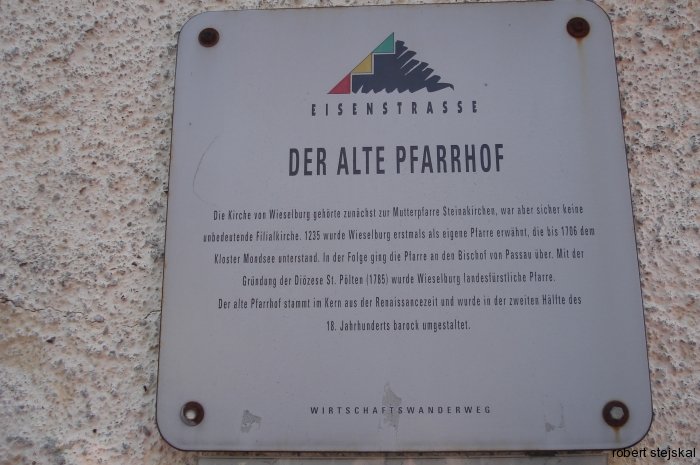 EISENSTRASSE
DER ALTE PFARRHOF
Die Kirche von Wieselburg gehörte zunächst zur Mutterpfarre Steinakirchen, war aber sicher keine
unbedeutende Filialkirche. 1235 wurde Wieselburg erstmals als eigene Pfarre erwähnt, die bis 1706 dem
Kloster Mondsee unterstand. In der Folge ging die Pfarre an den Bischof von Passau über. Mit der
Gründung der Diözese St. Pölten (1785) wurde Wieselburg landesfürstliche Pfarre.
Der alte Pfarrhof stammt im Kern aus der Renaissancezeit und wurde in der zweiten Hälfte des
18. Jahrhunderts barock umgestaltet.
WIRTSCHAFTSWANDERWEG
robert stejskal